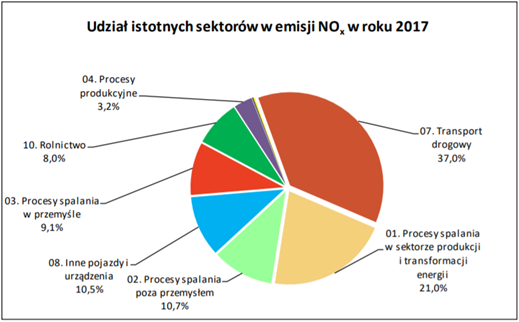 Udział istotnych sektorów w emisji NOx w roku 2017
04. Procesy
produkcyjne
3,2%
10. Rolnictwo
8,0%
03. Procesy spalania
w przemyśle
9,1%
08. Inne pojazdy i
urządzenia
10,5%
02. Procesy spalania
poza przemysłem
10,7%
07. Transport
drogowy
37,0%
01. Procesy spalania
w sektorze produkcji
i transformacji
energii
21,0%